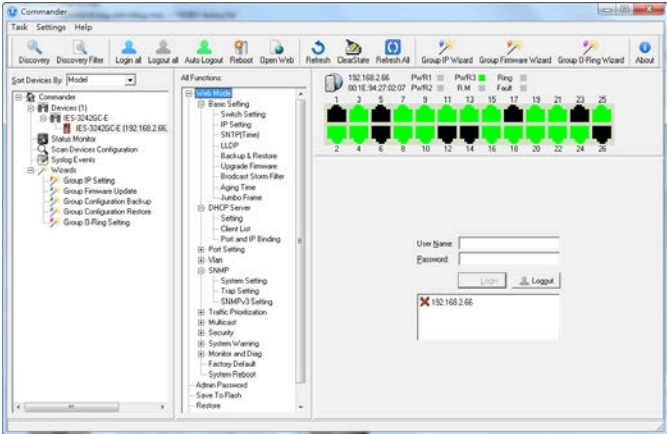 Commander
Task Settings Help
Discovery Discovery Filter Login all Logout all Auto Logout Reboot Open Web Refresh ClearState Refresh All Group IP Wizard Group Firmware Wizard Group O-Ring Wizard About
Sort Devices By: Model
Commander
Devices (1)
IES-3242GC-E
IES-3242GC-E [192.168.2.66,
Status Monitor
Scan Devices Configuration
Syslog Events
Wizards
Group IP Setting
Group Firmware Update
Group Configuration Backup
Group Configuration Restore
Group O-Ring Setting
All Functions:
Web Mode
Basic Setting
Switch Setting
IP Setting
SNTP(Time)
LLDP
Backup & Restore
Upgrade Firmware
Brodcast Storm Filter
Aging Time
Jumbo Frame
DHCP Server
Setting
Client List
Port and IP Binding
Port Setting
Vlan
SNMP
System Setting
Trap Setting
SNMPv3 Setting
Traffic Prioritization
Multicast
Security
System Warning
Monitor and Diag
Factory Default
System Reboot
Admin Password
Save To Flash
Restore
192.168.2.66 PWR1 PWR3 Ring
00:1E:94:27:02:07 PWR2 R.M Fault
1 3 5 7 9 11 13 15 17 19 21 23 25
2 4 6 8 10 12 14 16 18 20 22 24 26
User Name:
Password:
Login Logout
192.168.2.66